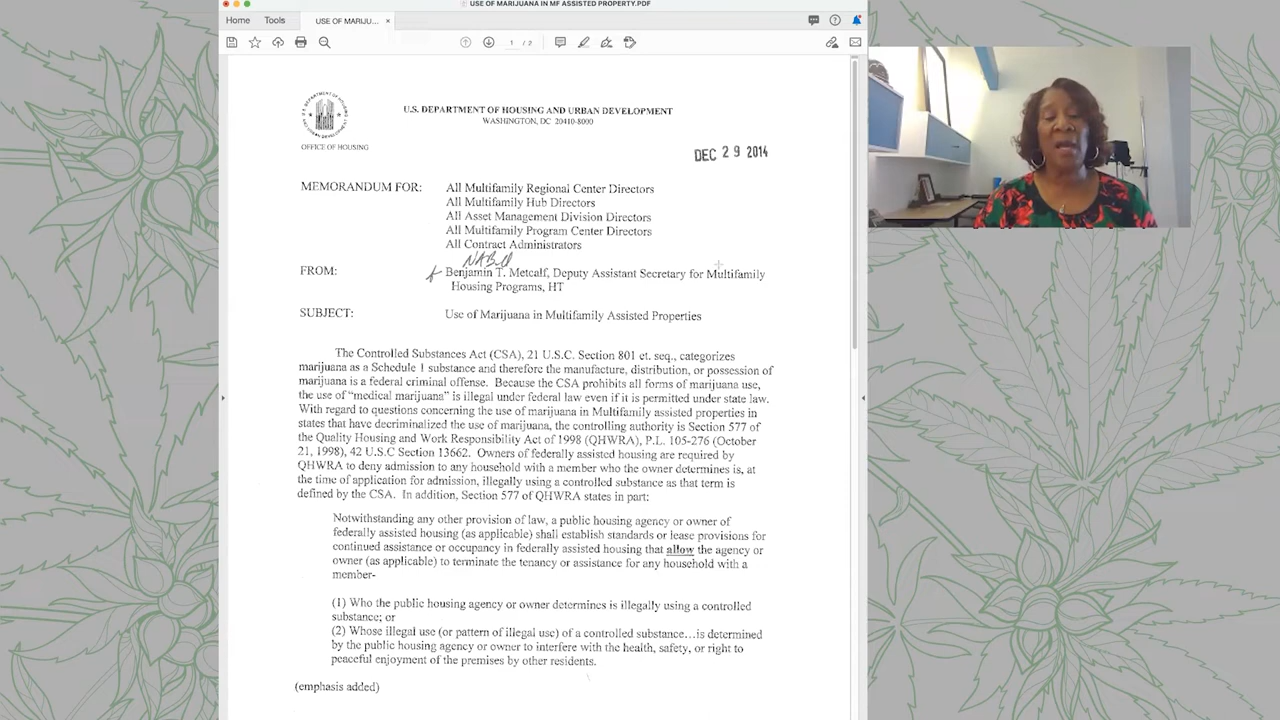 USE OF MARIJUANA IN MF ASSISTED PROPERTY.PDF
Home Tools USE OF MARIJU... ×
1 / 2
U.S. DEPARTMENT OF HOUSING AND URBAN DEVELOPMENT
WASHINGTON, DC 20410-8000
OFFICE OF HOUSING
DEC 29 2014
MEMORANDUM FOR: All Multifamily Regional Center Directors
All Multifamily Hub Directors
All Asset Management Division Directors
All Multifamily Program Center Directors
All Contract Administrators
FROM: Benjamin T. Metcalf, Deputy Assistant Secretary for Multifamily
Housing Programs, HT
SUBJECT: Use of Marijuana in Multifamily Assisted Properties
The Controlled Substances Act (CSA), 21 U.S.C. Section 801 et. seq., categorizes
marijuana as a Schedule 1 substance and therefore the manufacture, distribution, or possession of
marijuana is a federal criminal offense. Because the CSA prohibits all forms of marijuana use,
the use of "medical marijuana" is illegal under federal law even if it is permitted under state law.
With regard to questions concerning the use of marijuana in Multifamily assisted properties in
states that have decriminalized the use of marijuana, the controlling authority is Section 577 of
the Quality Housing and Work Responsibility Act of 1998 (QHWRA), P.L. 105-276 (October
21, 1998), 42 U.S.C Section 13662. Owners of federally assisted housing are required by
QHWRA to deny admission to any household with a member who the owner determines is, at
the time of application for admission, illegally using a controlled substance as that term is
defined by the CSA. In addition, Section 577 of QHWRA states in part:
Notwithstanding any other provision of law, a public housing agency or owner of
federally assisted housing (as applicable) shall establish standards or lease provisions for
continued assistance or occupancy in federally assisted housing that allow the agency or
owner (as applicable) to terminate the tenancy or assistance for any household with a
member-
(1) Who the public housing agency or owner determines is illegally using a controlled
substance; or
(2) Whose illegal use (or pattern of illegal use) of a controlled substance...is determined
by the public housing agency or owner to interfere with the health, safety, or right to
peaceful enjoyment of the premises by other residents.
(emphasis added)